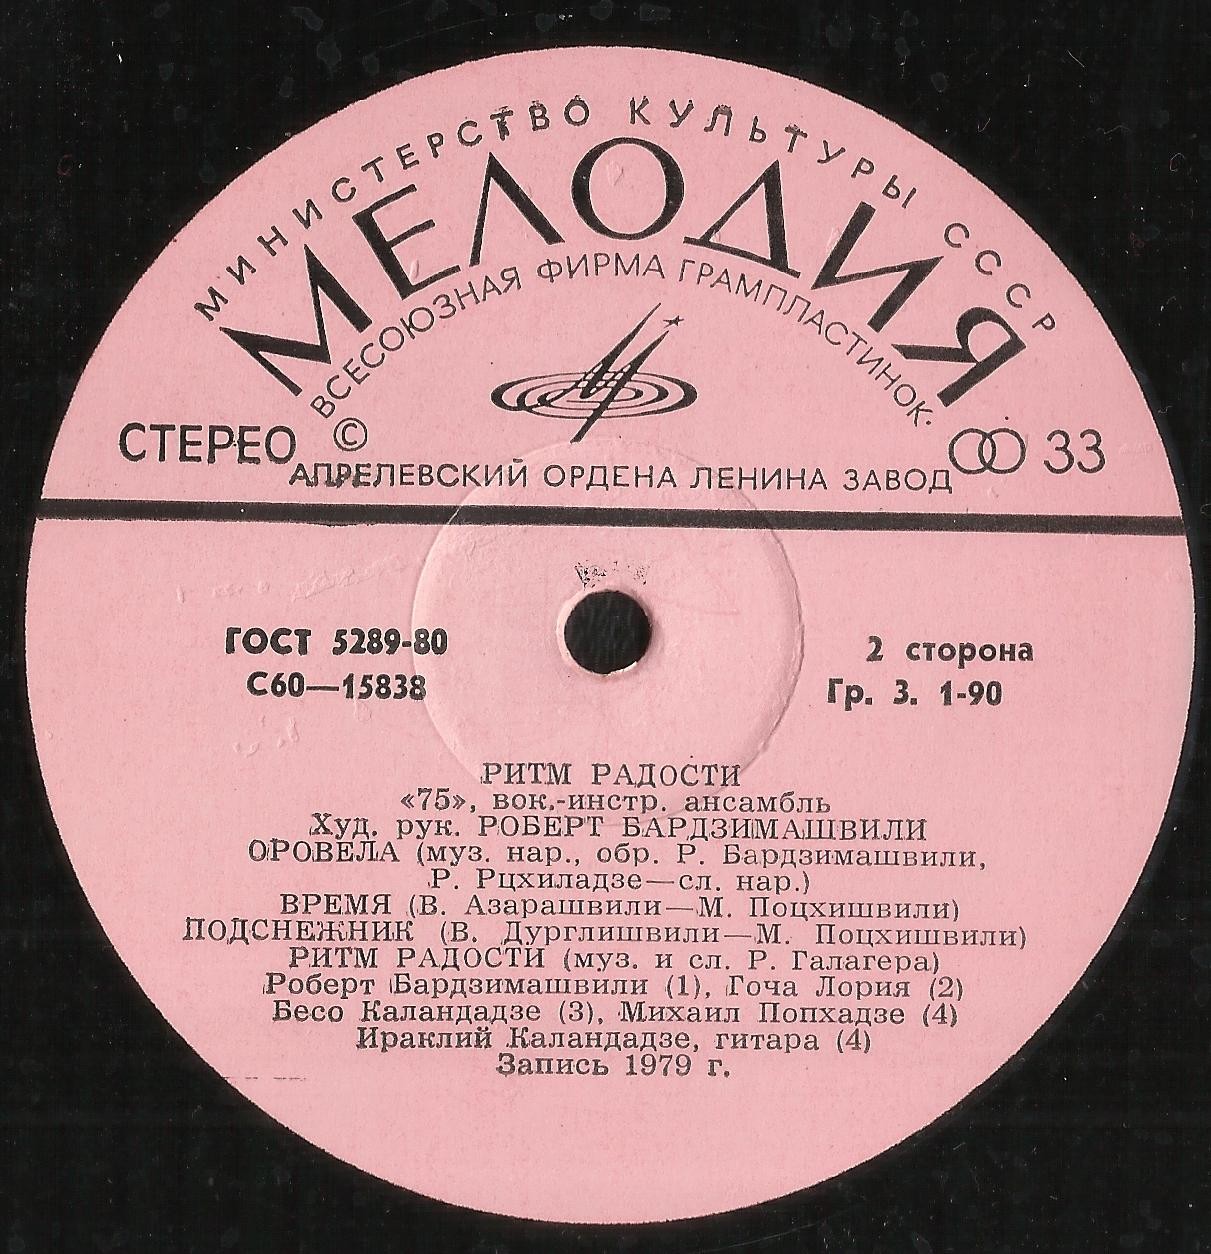 МИНИСТЕРСТВО КУЛЬТУРЫ СССР
МЕЛОДИЯ
ВСЕСОЮЗНАЯ ФИРМА ГРАМПЛАСТИНОК
СТЕРЕО © 33
АПРЕЛЕВСКИЙ ОРДЕНА ЛЕНИНА ЗАВОД
ГОСТ 5289-80
С60—15838
2 сторона
Гр. 3. 1-90
РИТМ РАДОСТИ
«75», вок.-инстр. ансамбль
Худ. рук. РОБЕРТ БАРДЗИМАШВИЛИ
ОРОВЕЛА (муз. нар., обр. Р. Бардзимашвили,
Р. Рцхиладзе—сл. нар.)
ВРЕМЯ (В. Азарашвили—М. Поцхишвили)
ПОДСНЕЖНИК (В. Дурглишвили—М. Поцхишвили)
РИТМ РАДОСТИ (муз. и сл. Р. Галагера)
Роберт Бардзимашвили (1), Гоча Лория (2)
Бесо Каландадзе (3), Михаил Попхадзе (4)
Ираклий Каландадзе, гитара (4)
Запись 1979 г.